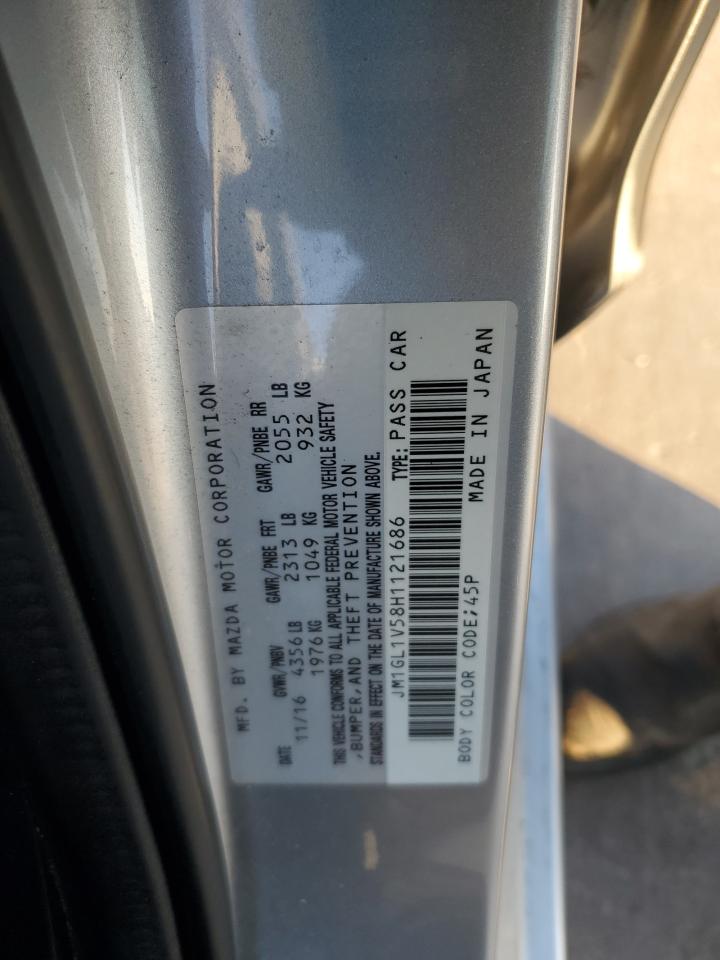 MFD. BY MAZDA MOTOR CORPORATION
DATE GVWR/PNBV GAWR/PNBE FRT GAWR/PNBE RR
11/16 4356 LB 2313 LB 2055 LB
1976 KG 1049 KG 932 KG
THIS VEHICLE CONFORMS TO ALL APPLICABLE FEDERAL MOTOR VEHICLE SAFETY
,BUMPER,AND THEFT PREVENTION
STANDARDS IN EFFECT ON THE DATE OF MANUFACTURE SHOWN ABOVE.
JM1GL1V58H1121686 TYPE: PASS CAR
BODY COLOR CODE;45P MADE IN JAPAN